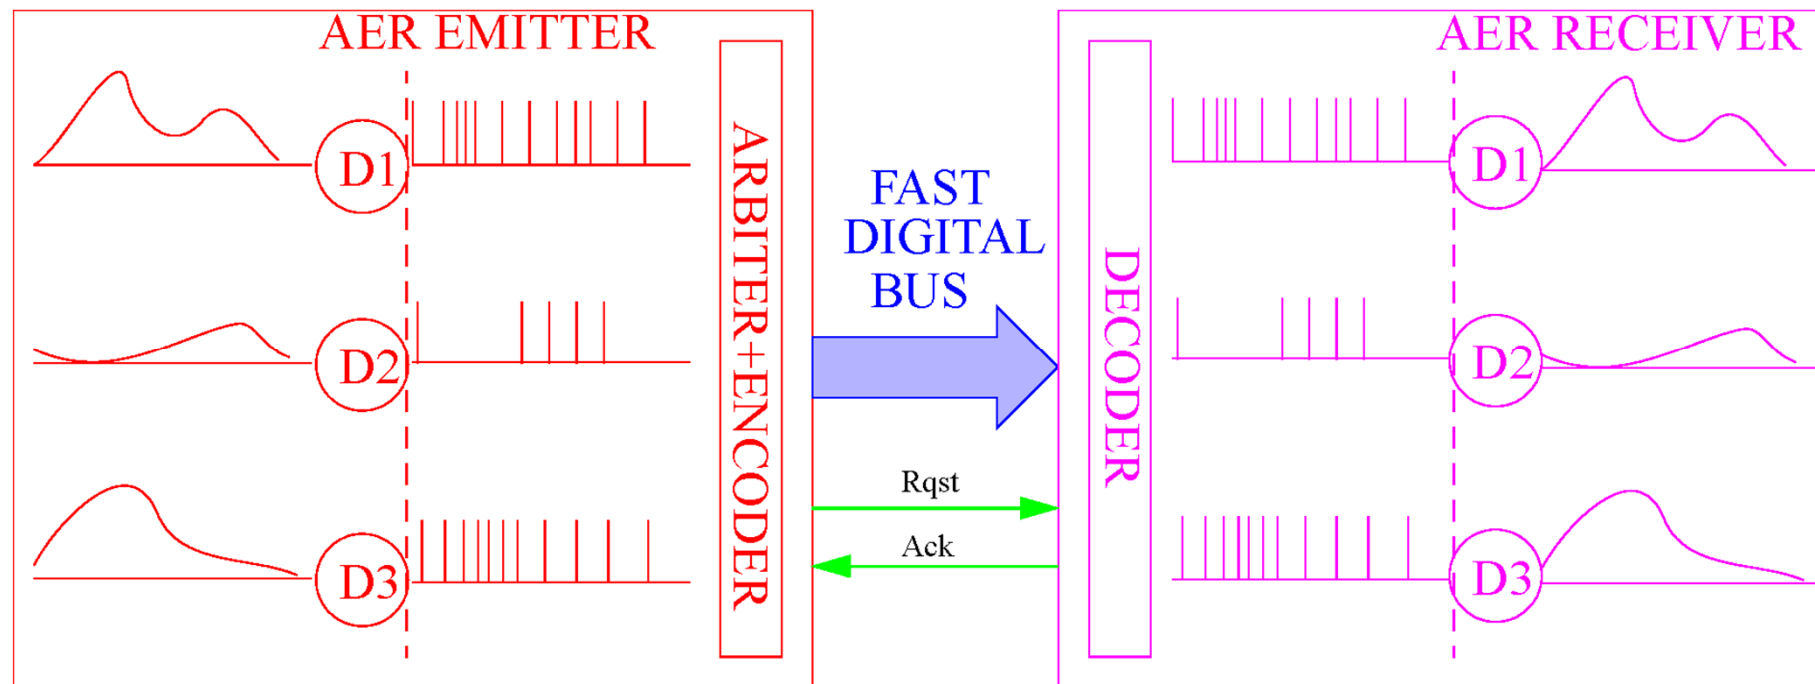 AER EMITTER
D1
D2
D3
ARBITER+ENCODER
FAST
DIGITAL
BUS
Rqst
Ack
AER RECEIVER
DECODER
D1
D2
D3